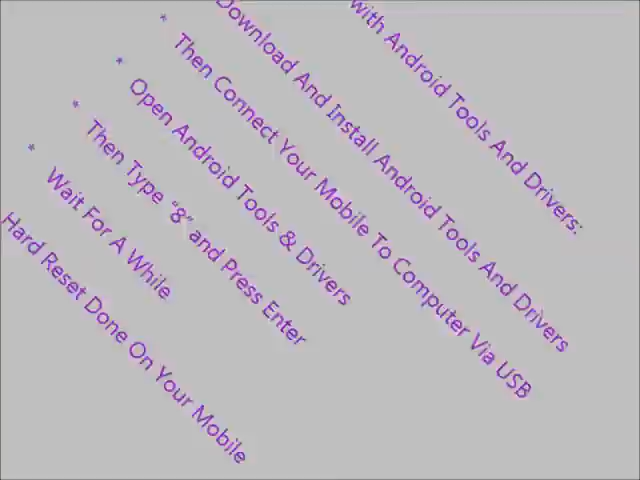 with Android Tools And Drivers:
Download And Install Android Tools And Drivers
* Then Connect Your Mobile To Computer Via USB
* Open Android Tools & Drivers
* Then Type “8” and Press Enter
* Wait For A While
Hard Reset Done On Your Mobile